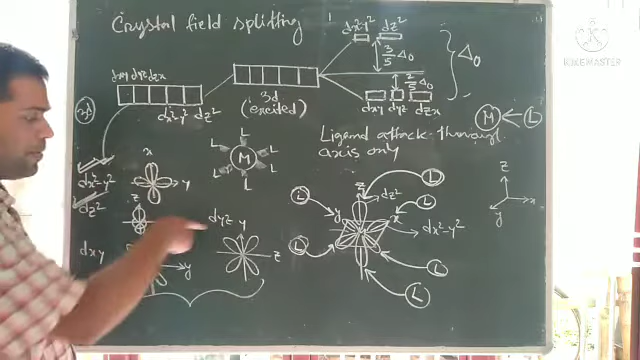 Crystal field splitting
dxy dyz dzx
dx²-y² dz²
3d
3d
(excited)
dx²-y² dz²
3/5 Δ₀
2/5 Δ₀
Δ₀
dxy dyz dzx
M L
Ligand attack through
axis only
L L L L L L
M
dx²-y²
dz²
dxy
x
y
z
y
dyz y
z
L L L L L L
z
dz²
y
x
dx²-y²
z
x
y
K
KINEMASTER